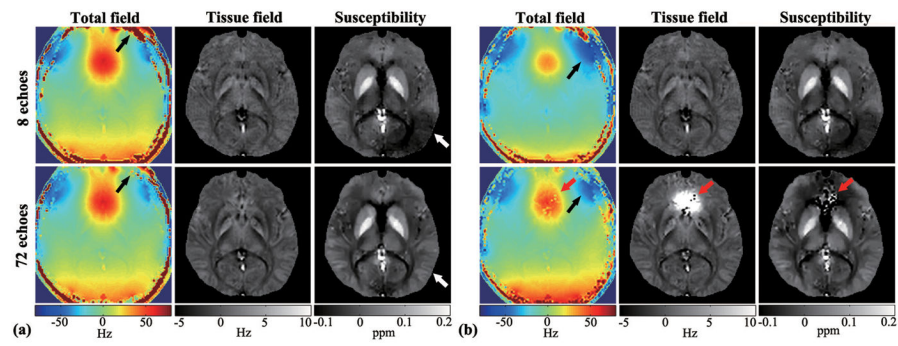 Total field Tissue field Susceptibility Total field Tissue field Susceptibility
8 echoes
72 echoes
-50 0 50 -5 0 5 10 -0.1 0 0.1 0.2 -50 0 50 -5 0 5 10 -0.1 0 0.1 0.2
(a) Hz Hz ppm (b) Hz Hz ppm